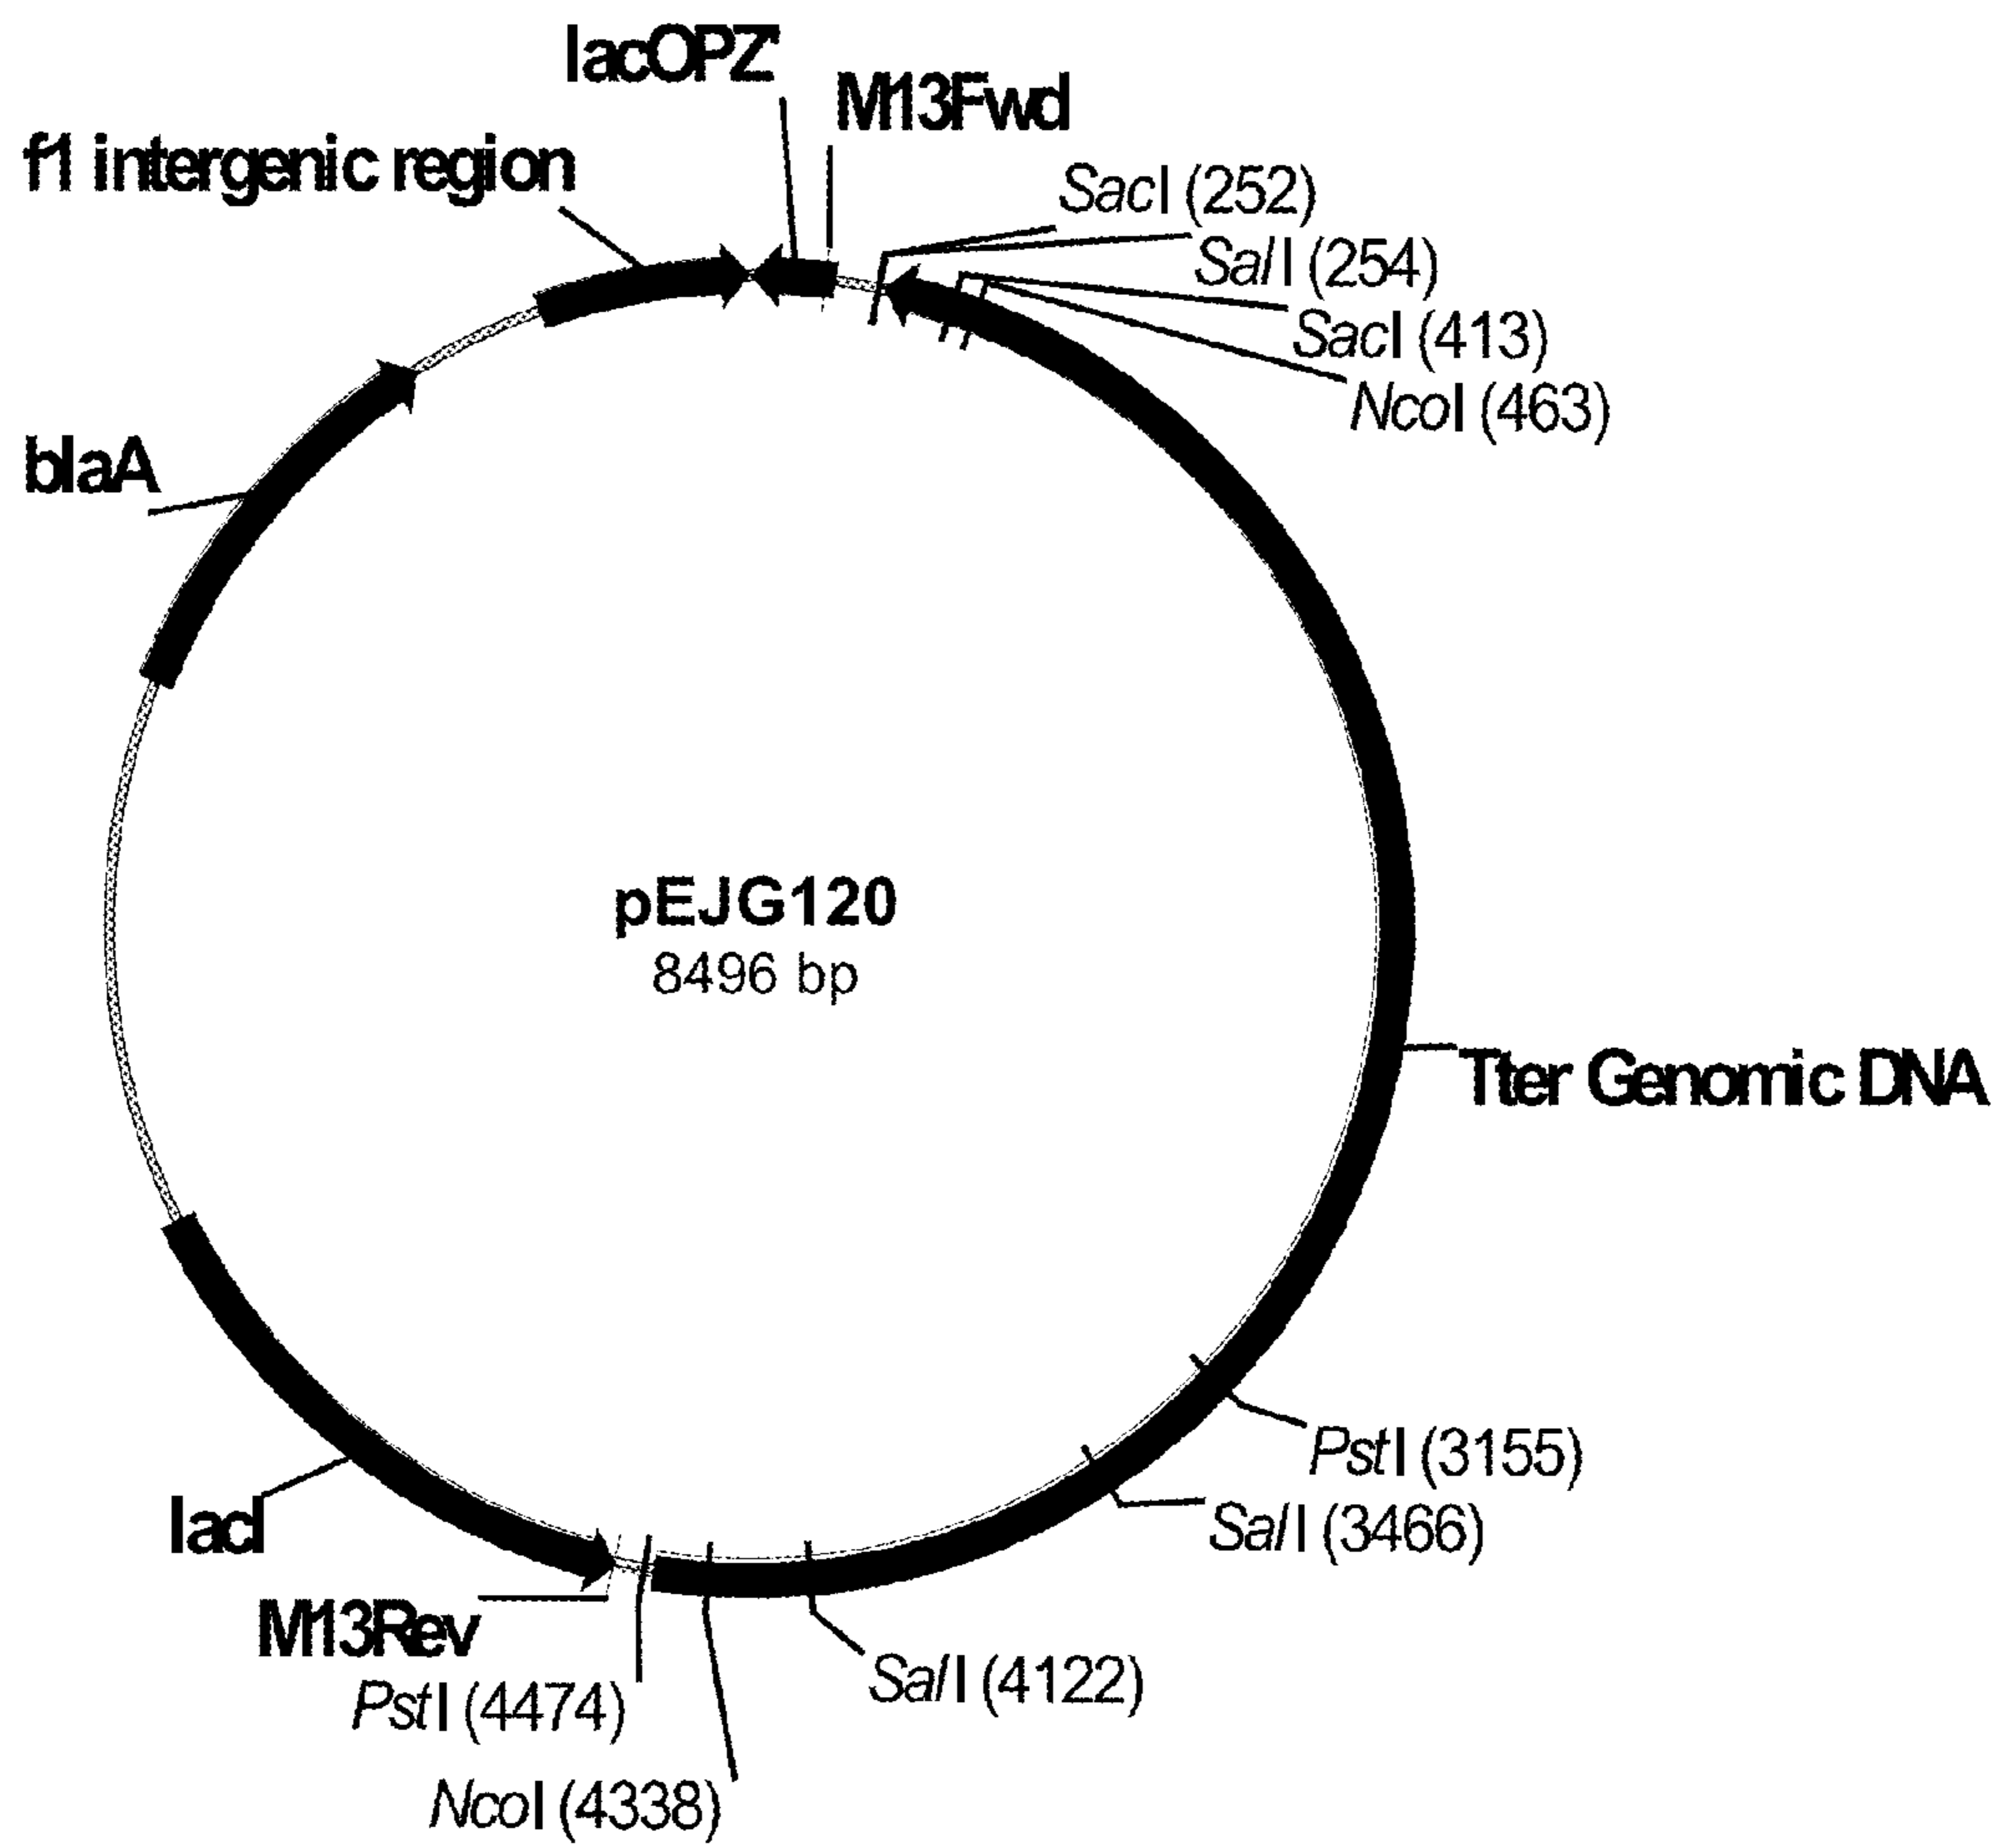 lacOPZ'
M13Fwd
f1 intergenic region
SacI (252)
SalI (254)
SacI (413)
NcoI (463)
blaA
pEJG120
8496 bp
Tter Genomic DNA
PstI (3155)
SalI (3466)
lacI
M13Rev
SalI (4122)
PstI (4474)
NcoI (4338)